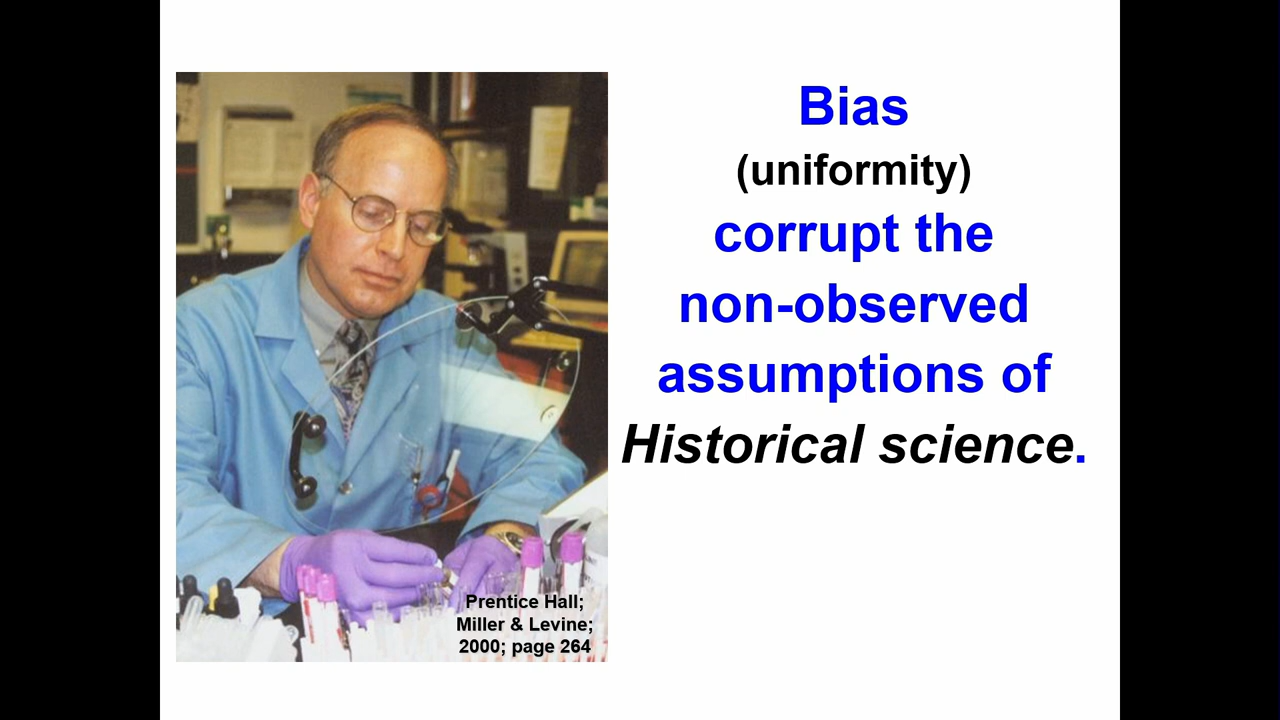 Bias
(uniformity)
corrupt the
non-observed
assumptions of
Historical science.
Prentice Hall;
Miller & Levine;
2000; page 264